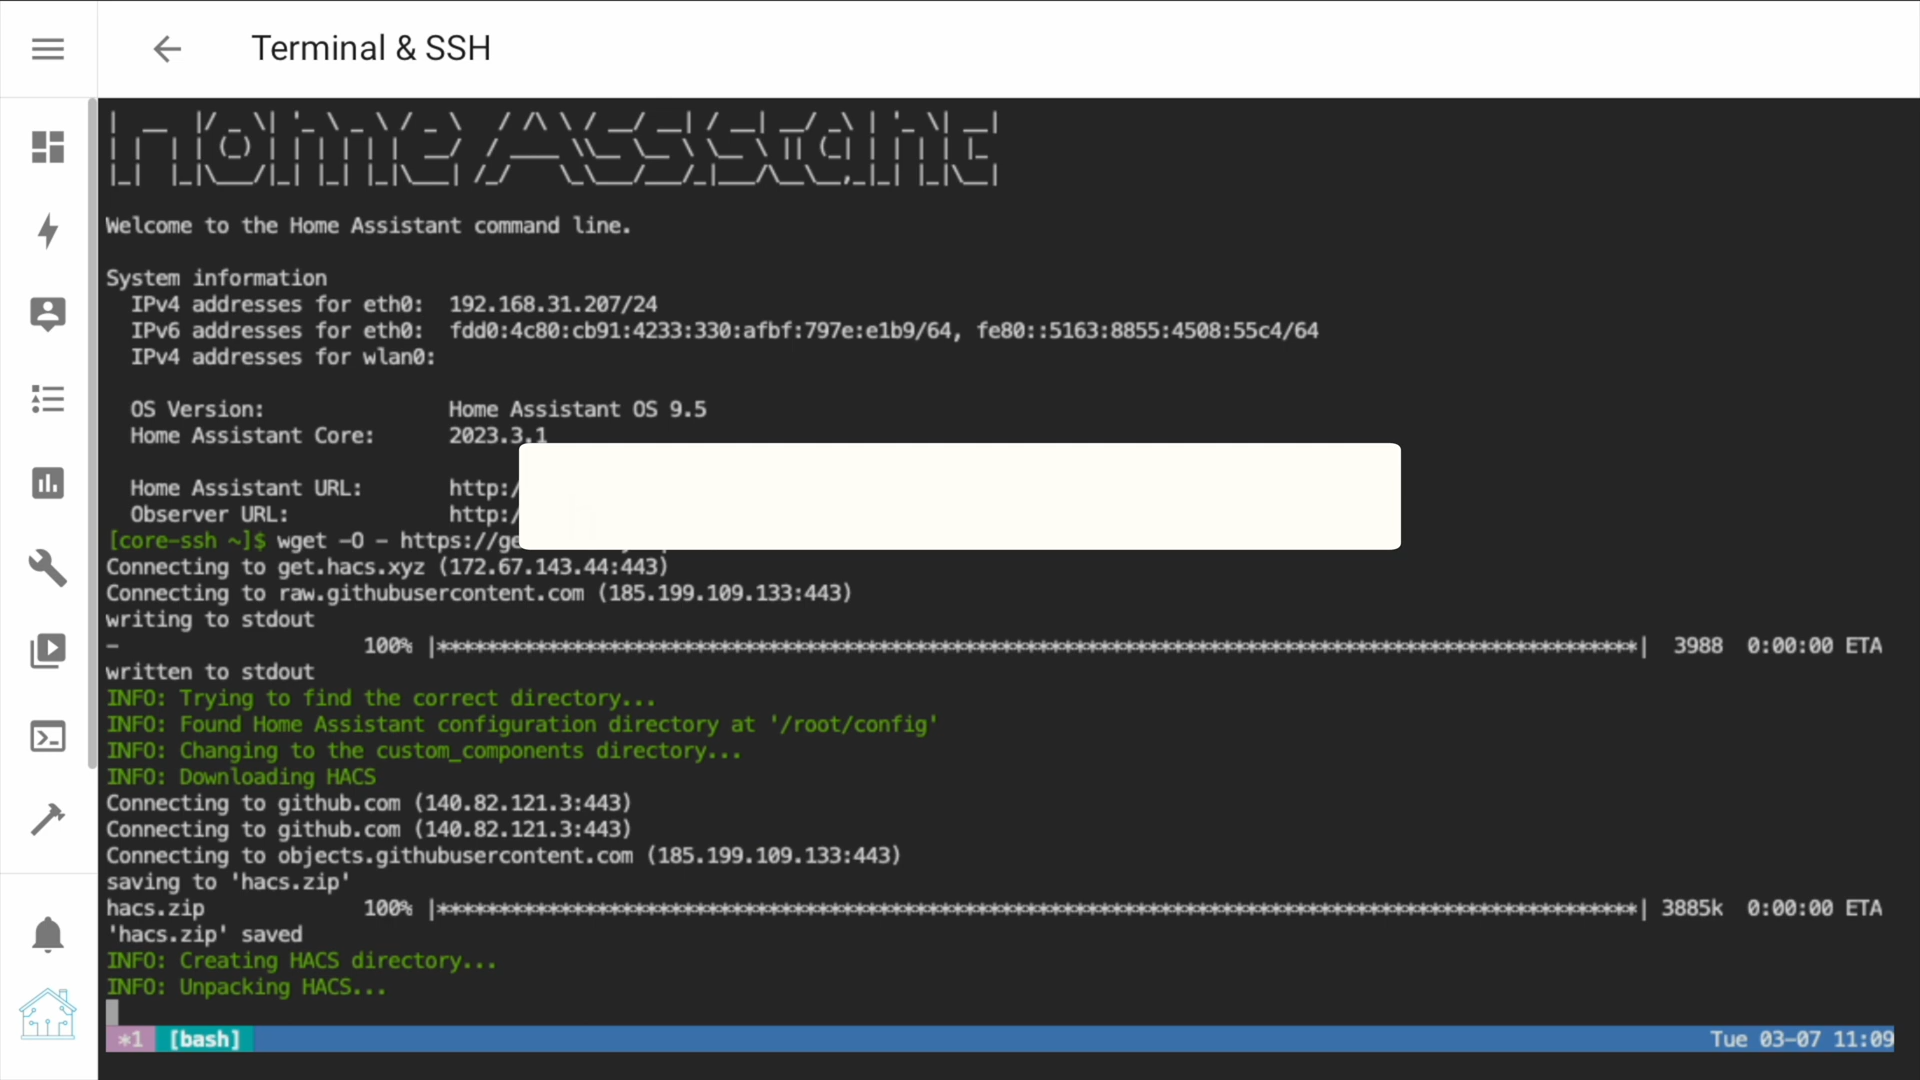 Terminal & SSH
Home Assistant
Welcome to the Home Assistant command line.
System information
IPv4 addresses for eth0: 192.168.31.207/24
IPv6 addresses for eth0: fdd0:4c80:cb91:4233:330:afbf:797e:e1b9/64, fe80::5163:8855:4508:55c4/64
IPv4 addresses for wlan0:
OS Version: Home Assistant OS 9.5
Home Assistant Core: 2023.3.1
Home Assistant URL: http:/
Observer URL: http:/
[core-ssh ~]$ wget -O - https://ge
Connecting to get.hacs.xyz (172.67.143.44:443)
Connecting to raw.githubusercontent.com (185.199.109.133:443)
writing to stdout
- 100% |**************************************************************************************************| 3988 0:00:00 ETA
written to stdout
INFO: Trying to find the correct directory...
INFO: Found Home Assistant configuration directory at '/root/config'
INFO: Changing to the custom_components directory...
INFO: Downloading HACS
Connecting to github.com (140.82.121.3:443)
Connecting to github.com (140.82.121.3:443)
Connecting to objects.githubusercontent.com (185.199.109.133:443)
saving to 'hacs.zip'
hacs.zip 100% |**************************************************************************************************| 3885k 0:00:00 ETA
'hacs.zip' saved
INFO: Creating HACS directory...
INFO: Unpacking HACS...
*1 [bash] Tue 03-07 11:09